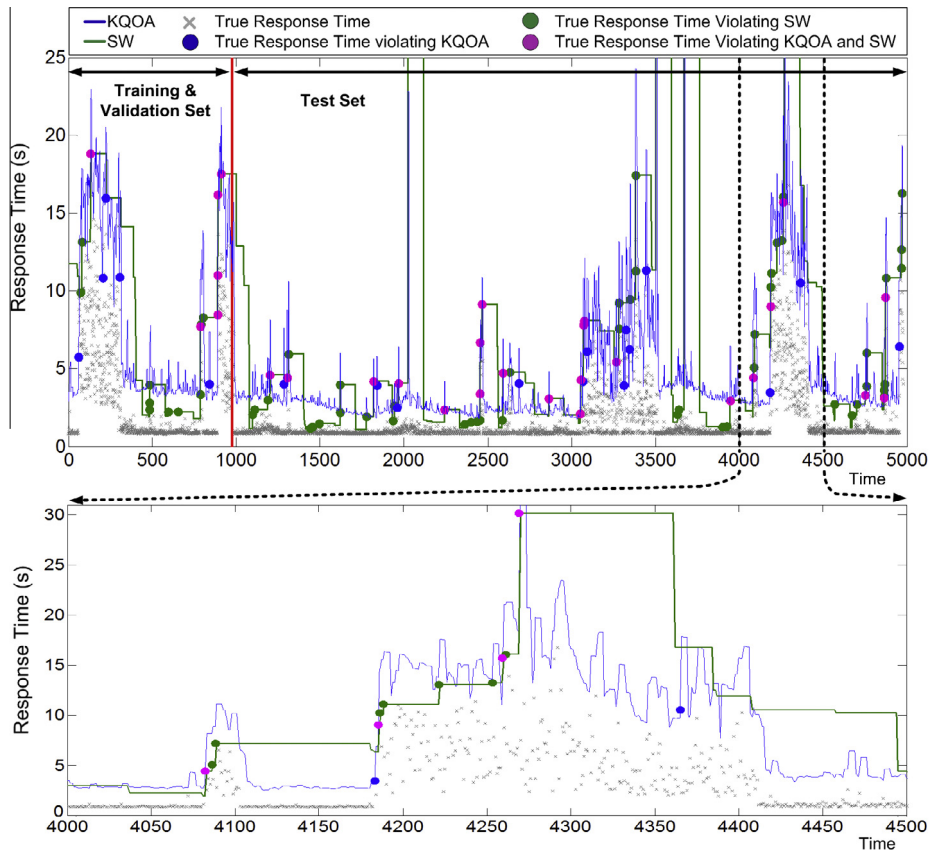 KQOA
True Response Time
True Response Time Violating SW
SW
True Response Time violating KQOA
True Response Time Violating KQOA and SW
25
20
15
10
5
0
Response Time (s)
Training &
Validation Set
Test Set
0 500 1000 1500 2000 2500 3000 3500 4000 4500 5000
Time
30
25
20
15
10
5
0
Response Time (s)
4000 4050 4100 4150 4200 4250 4300 4350 4400 4450 4500
Time